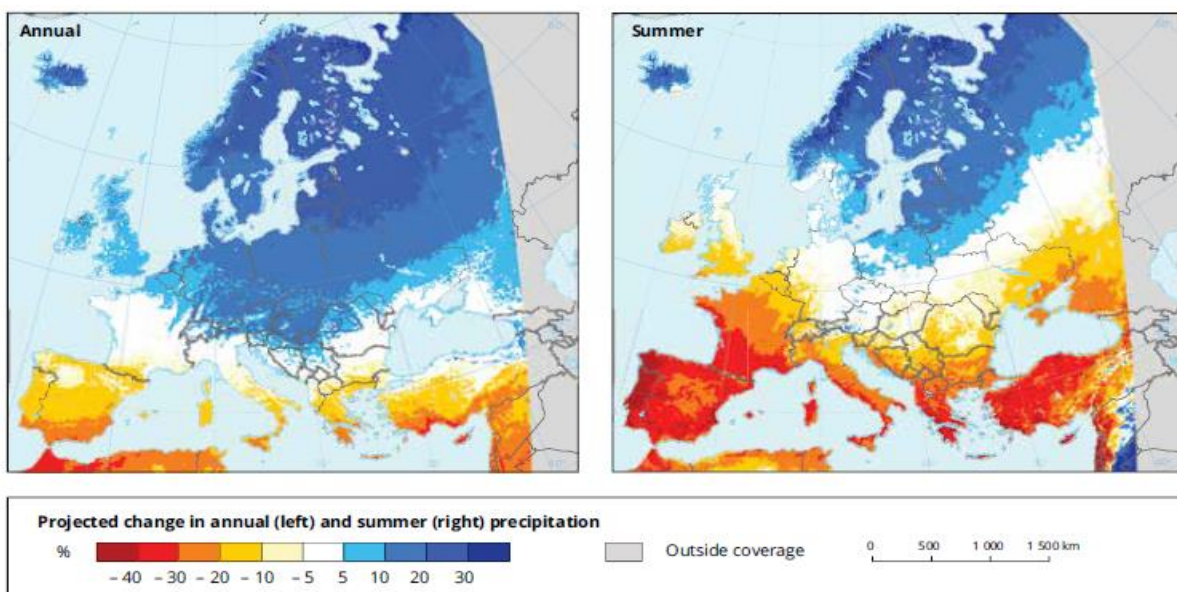 Annual
Summer
Projected change in annual (left) and summer (right) precipitation
%
– 40 – 30 – 20 – 10 – 5 5 10 20 30
Outside coverage
0 500 1 000 1 500 km